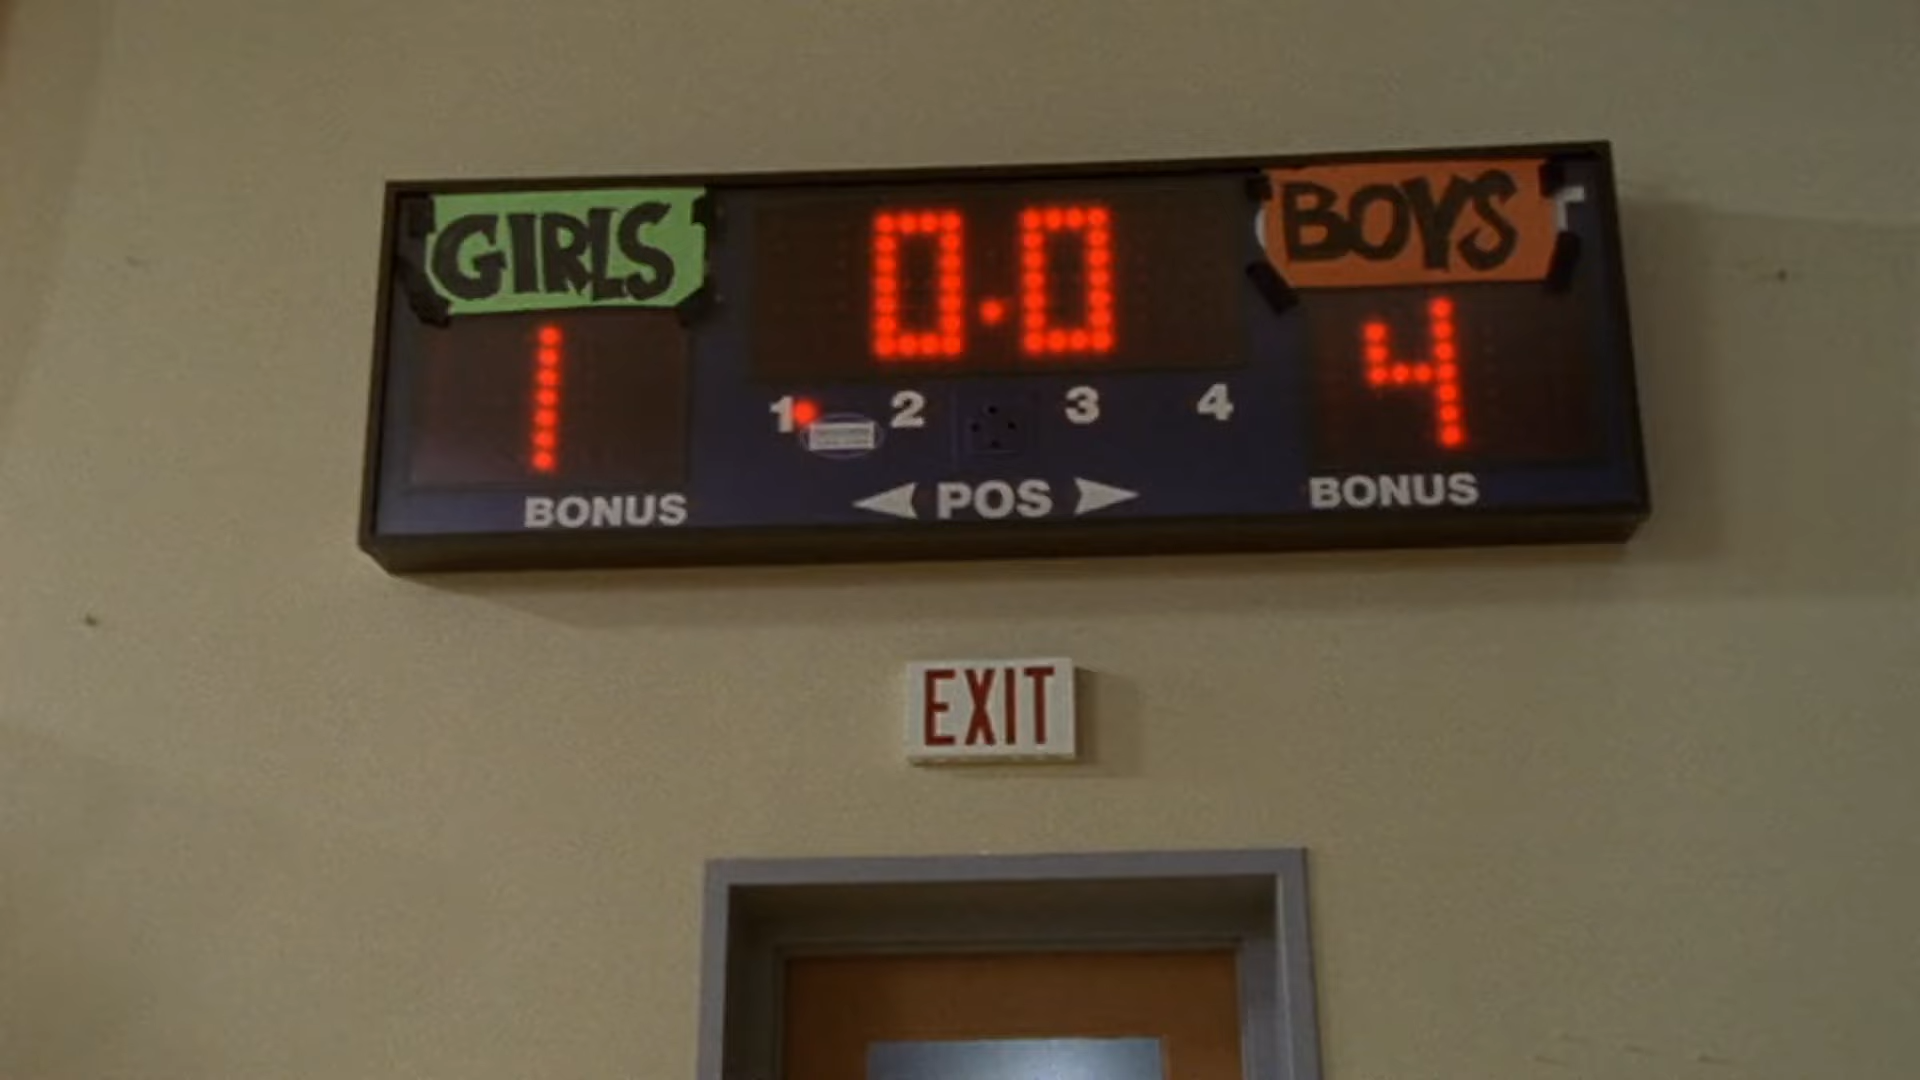 GIRLS 0.0 BOYS
1 4
1 2 3 4
BONUS POS BONUS
EXIT